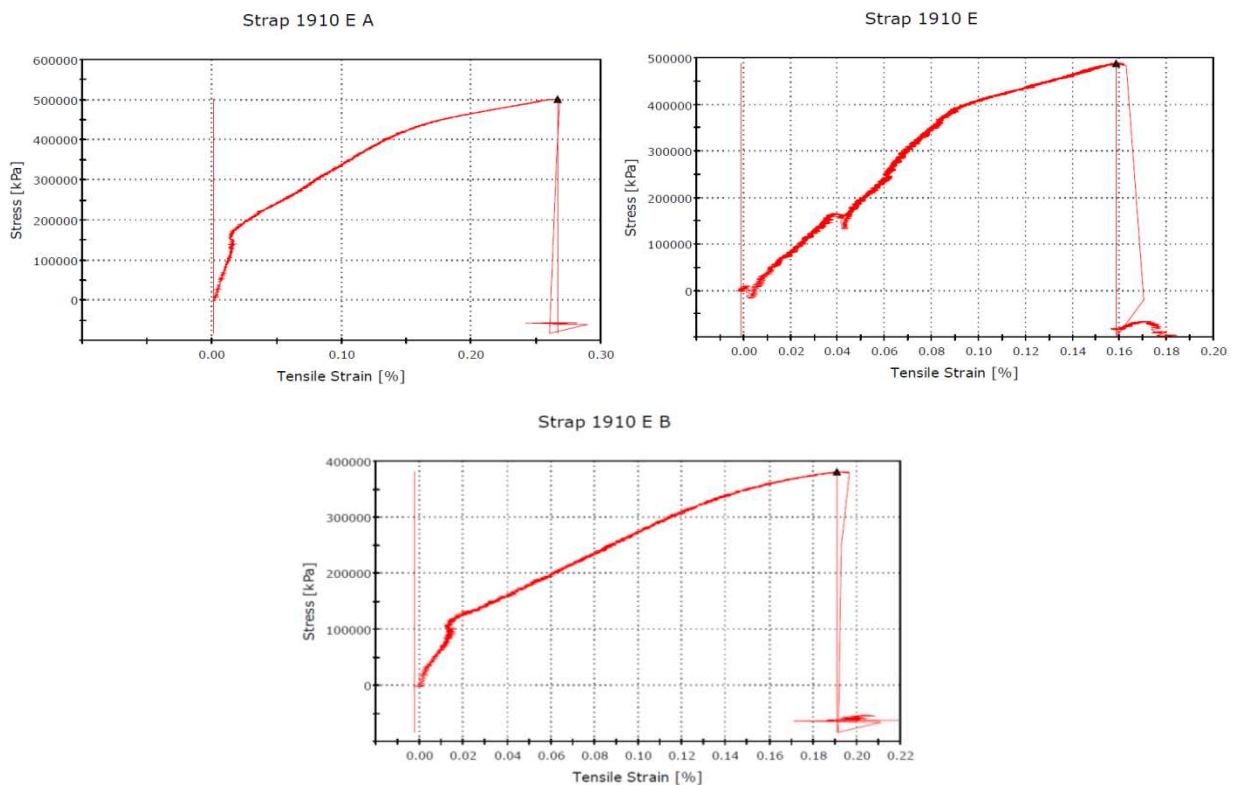 Strap 1910 E A
600000
500000
400000
300000
200000
100000
0
Stress [kPa]
0.00 0.10 0.20 0.30
Tensile Strain [%]
Strap 1910 E
500000
400000
300000
200000
100000
0
Stress [kPa]
0.00 0.02 0.04 0.06 0.08 0.10 0.12 0.14 0.16 0.18 0.20
Tensile Strain [%]
Strap 1910 E B
400000
300000
200000
100000
0
Stress [kPa]
0.00 0.02 0.04 0.06 0.08 0.10 0.12 0.14 0.16 0.18 0.20 0.22
Tensile Strain [%]